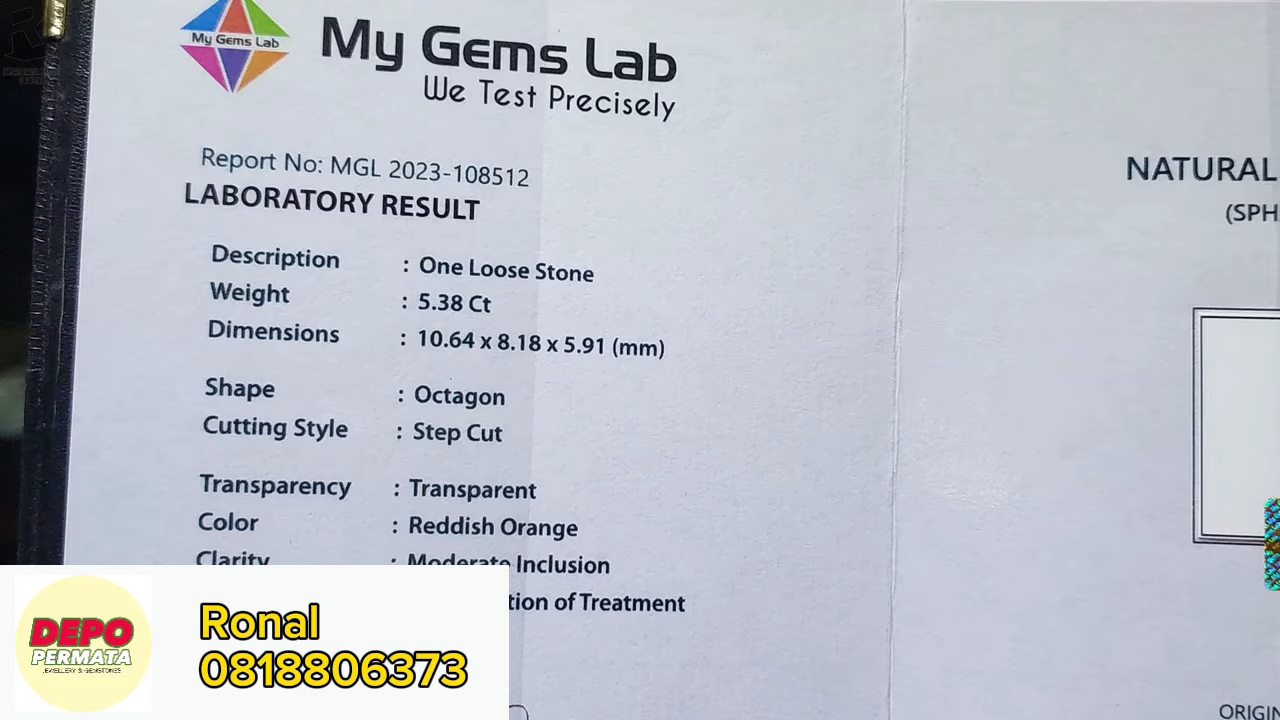 My Gems Lab
My Gems Lab
We Test Precisely
Report No: MGL 2023-108512
LABORATORY RESULT
Description : One Loose Stone
Weight : 5.38 Ct
Dimensions : 10.64 x 8.18 x 5.91 (mm)
Shape : Octagon
Cutting Style : Step Cut
Transparency : Transparent
Color : Reddish Orange
Clarity : Moderate Inclusion
tion of Treatment
NATURAL
(SPH
ORIGIN
DEPO
PERMATA
JEWELLERY & GEMSTONES
Ronal
0818806373